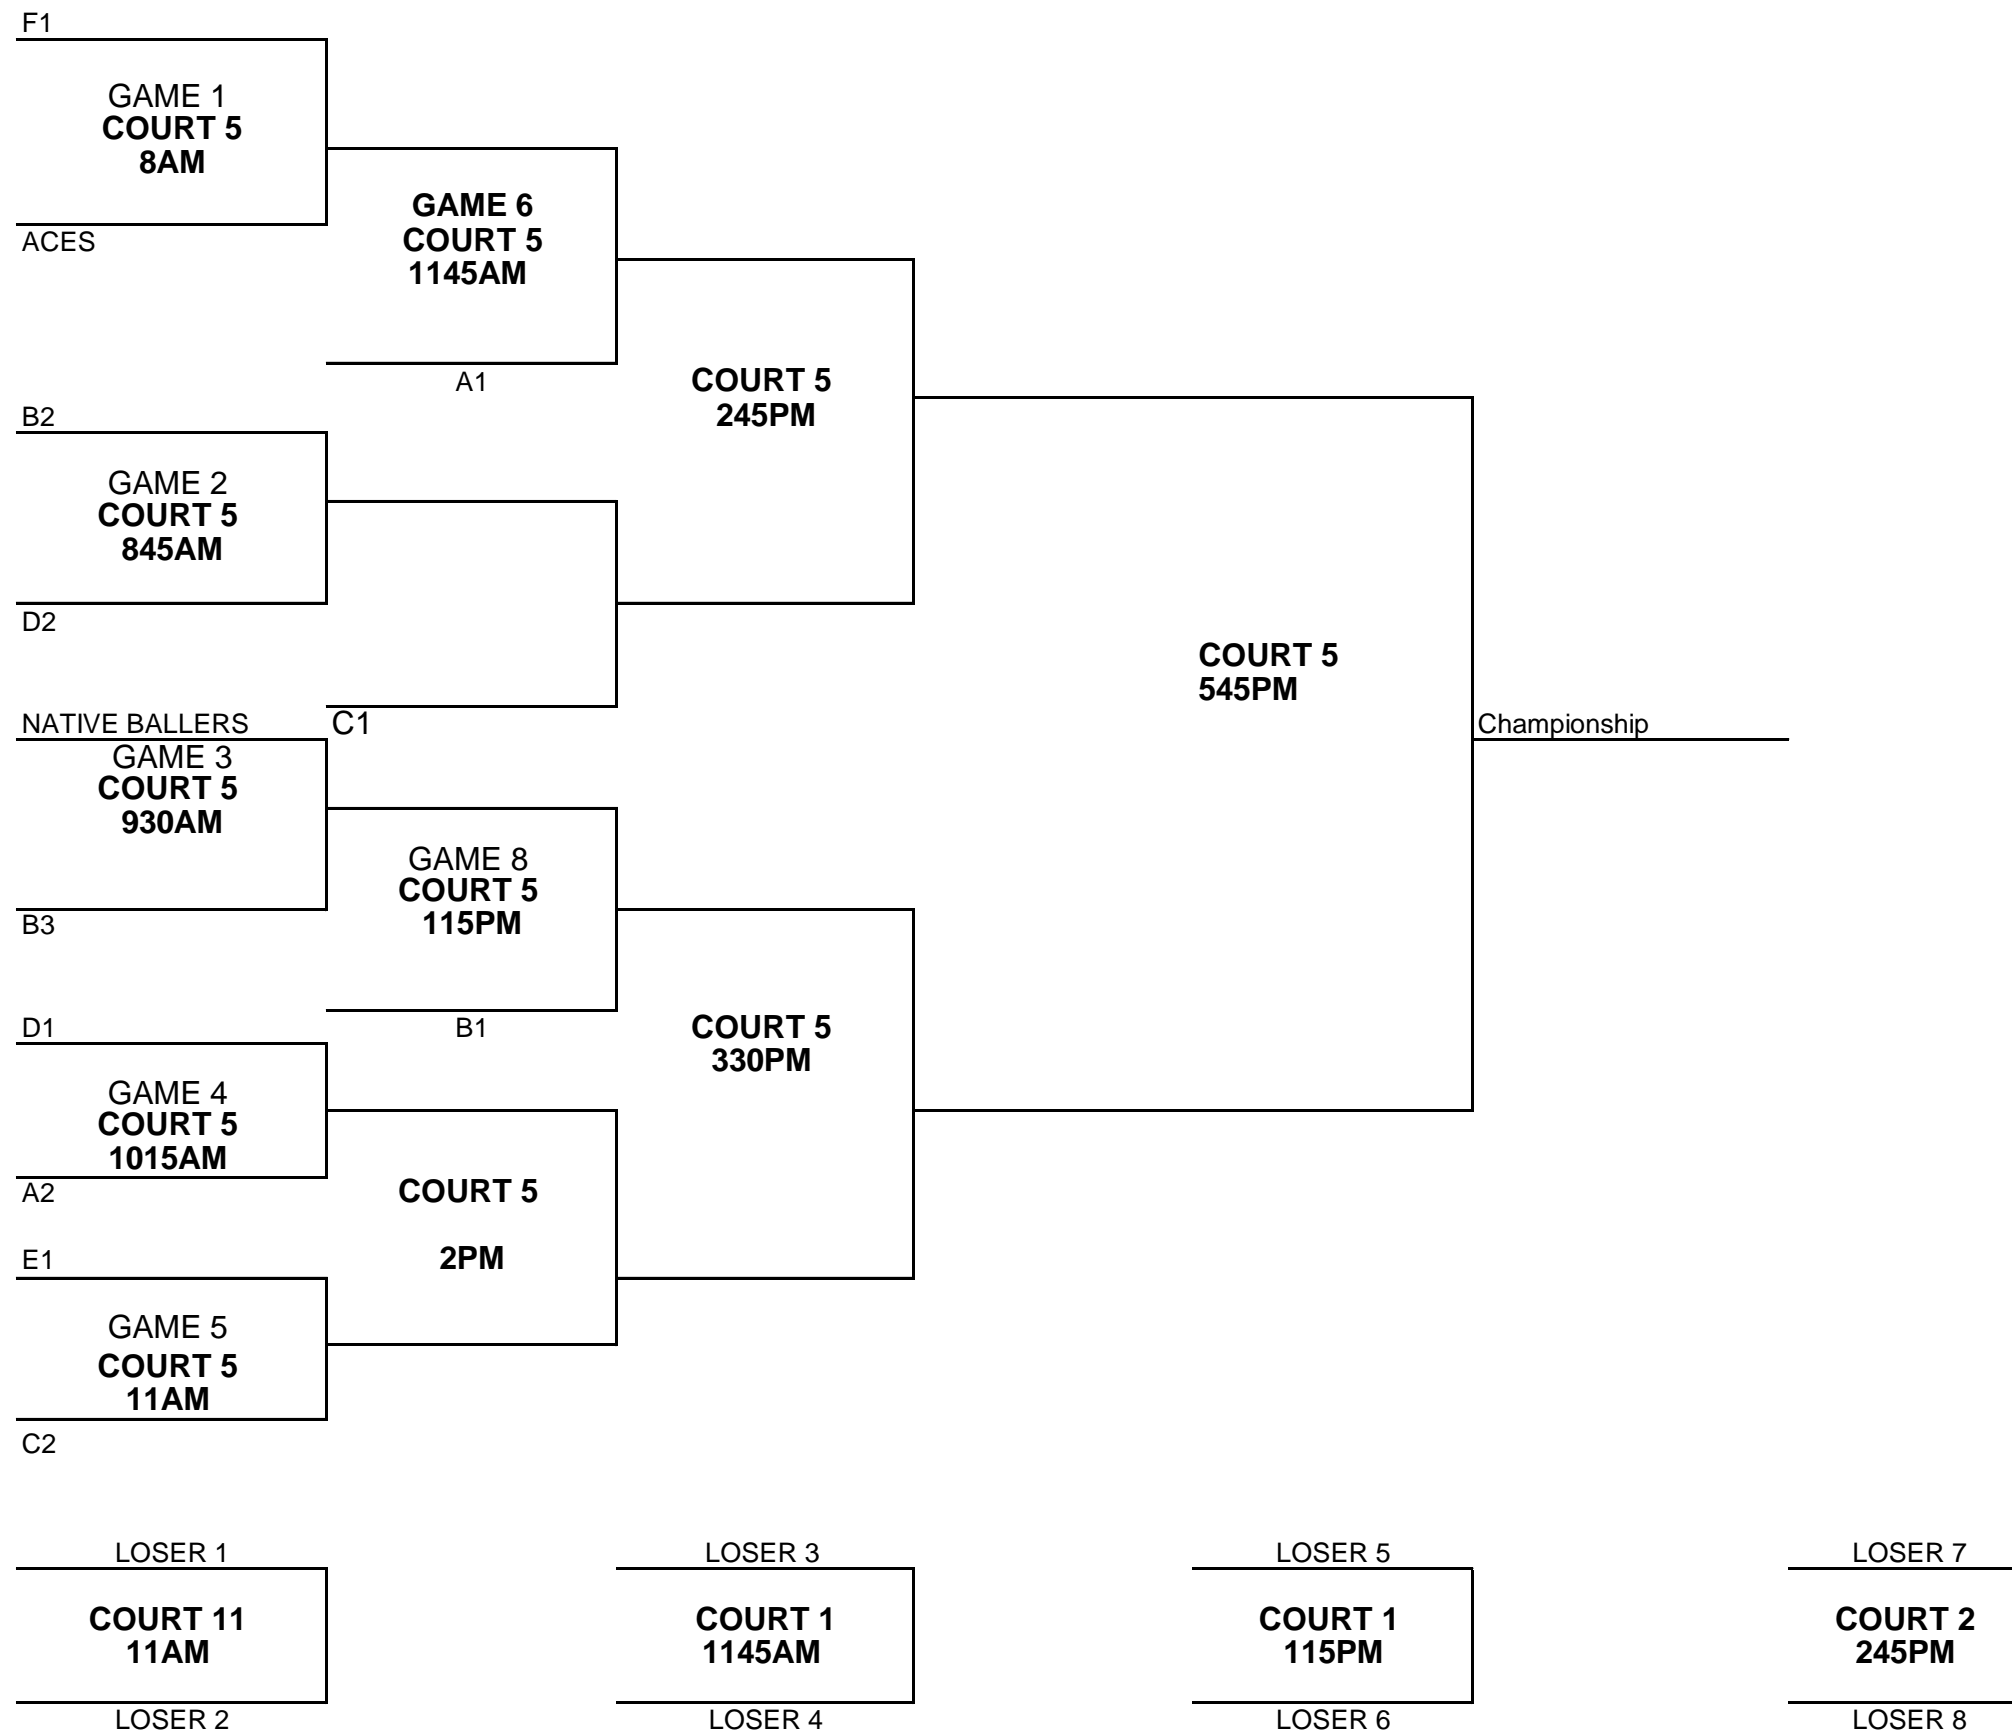 F1
GAME 1
COURT 5
8AM
ACES
GAME 6
COURT 5
1145AM
A1
COURT 5
245PM
B2
GAME 2
COURT 5
845AM
D2
COURT 5
545PM
NATIVE BALLERS
C1
Championship
GAME 3
COURT 5
930AM
B3
GAME 8
COURT 5
115PM
B1
D1
COURT 5
330PM
GAME 4
COURT 5
1015AM
A2
COURT 5
2PM
E1
GAME 5
COURT 5
11AM
C2
LOSER 1
COURT 11
11AM
LOSER 2
LOSER 3
COURT 1
1145AM
LOSER 4
LOSER 5
COURT 1
115PM
LOSER 6
LOSER 7
COURT 2
245PM
LOSER 8